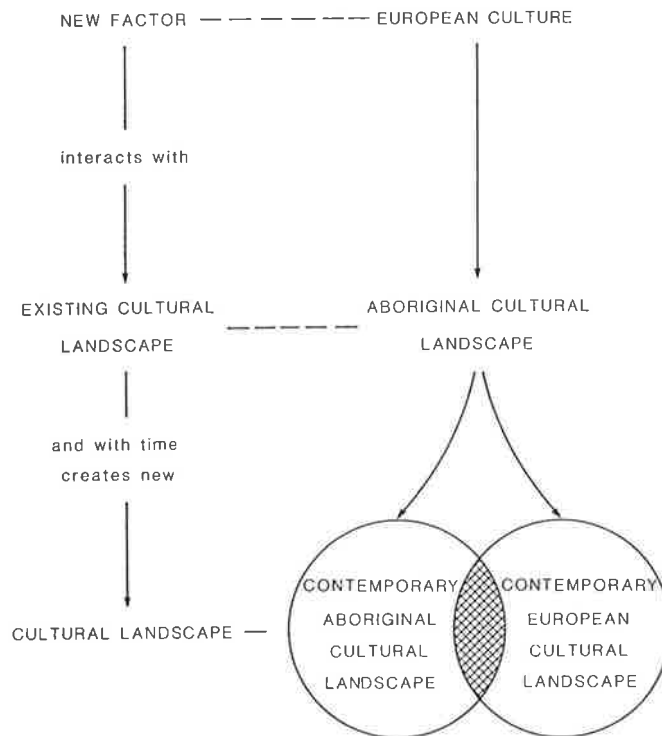 NEW FACTOR
EUROPEAN CULTURE
interacts with
EXISTING CULTURAL
LANDSCAPE
ABORIGINAL CULTURAL
LANDSCAPE
and with time
creates new
CULTURAL LANDSCAPE
CONTEMPORARY
ABORIGINAL
CULTURAL
LANDSCAPE
CONTEMPORARY
EUROPEAN
CULTURAL
LANDSCAPE